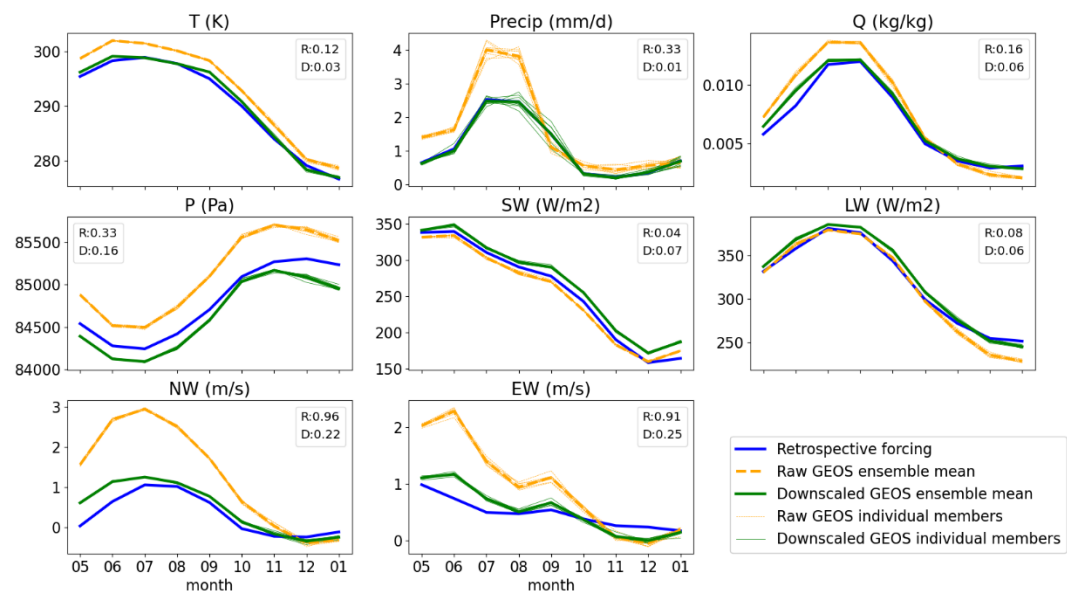 T (K)
Precip (mm/d)
Q (kg/kg)
300
290
280
R:0.12
D:0.03
4
3
2
1
0
R:0.33
D:0.01
0.010
0.005
R:0.16
D:0.06
P (Pa)
SW (W/m2)
LW (W/m2)
85500
85000
84500
84000
R:0.33
D:0.16
350
300
250
200
150
R:0.04
D:0.07
350
300
250
R:0.08
D:0.06
NW (m/s)
EW (m/s)
3
2
1
0
R:0.96
D:0.22
05 06 07 08 09 10 11 12 01
month
2
1
0
R:0.91
D:0.25
05 06 07 08 09 10 11 12 01
month
Retrospective forcing
Raw GEOS ensemble mean
Downscaled GEOS ensemble mean
Raw GEOS individual members
Downscaled GEOS individual members